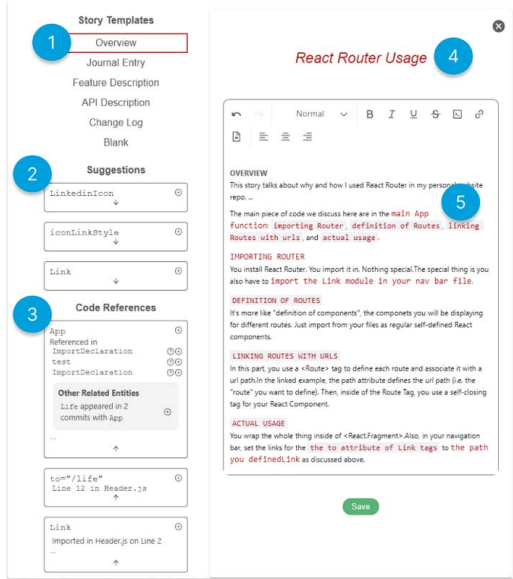 Story Templates
1
Overview
Journal Entry
Feature Description
API Description
Change Log
Blank
2
Suggestions
LinkedinIcon
iconLinkStyle
Link
3
Code References
App
Referenced in
ImportDeclaration
test
ImportDeclaration
Other Related Entities
Life appeared in 2
commits with App
...
to="/life"
Line 12 in Header.js
Link
Imported in Header.js on Line 2
...
React Router Usage
4
Normal
B I U S
OVERVIEW
This story talks about why and how I used React Router in my personal website
repo. ...
5
The main piece of code we discuss here are in the main App
function: importing Router, definition of Routes, linking
Routes with urls, and actual usage.
IMPORTING ROUTER
You install React Router. You import it in. Nothing special.The special thing is you
also have to import the Link module in your nav bar file.
DEFINITION OF ROUTES
It's more like "definition of components", the componets you will be displaying
for different routes. Just import from your files as regular self-defined React
components.
LINKING ROUTES WITH URLS
In this part, you use a <Route> tag to define each route and associate it with a
url path.In the linked example, the path attribute defines the url path (i.e. the
"route" you want to define). Then, inside of the Route Tag, you use a self-closing
tag for your React Component.
ACTUAL USAGE
You wrap the whole thing inside of <React.Fragment>.Also, in your navigation
bar, set the links for the the to attribute of Link tags to the path
you definedLink as discussed above.
Save